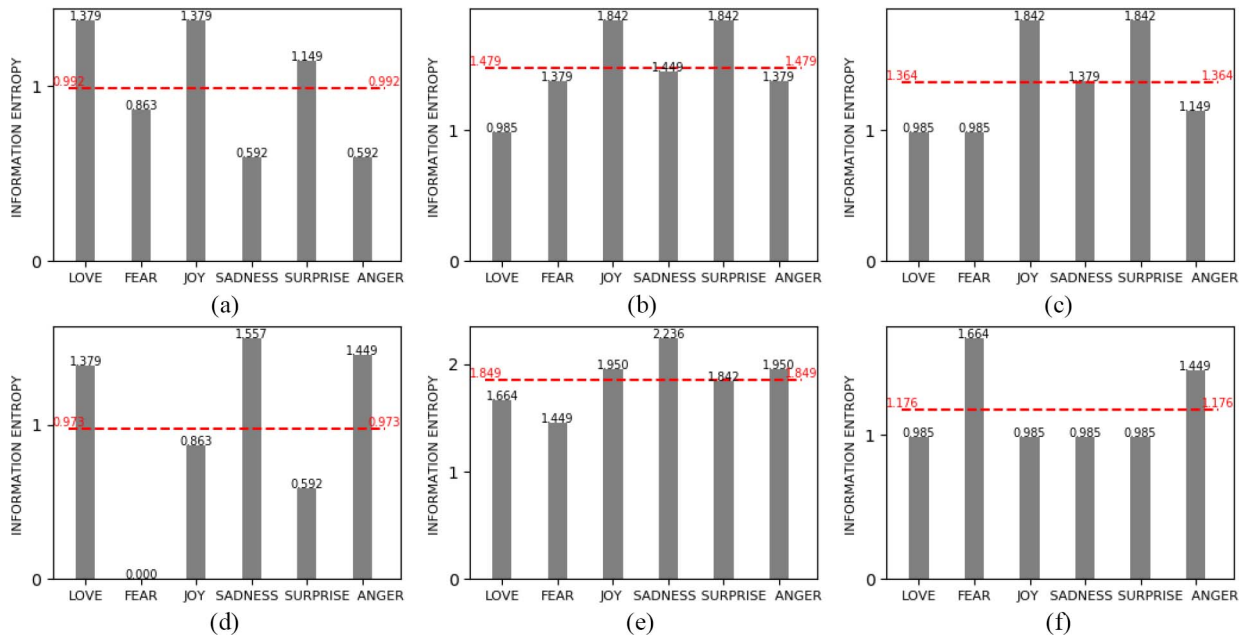 1.379 1.379
1.149
0.992 0.992
1
0.863
0.592 0.592
0
INFORMATION ENTROPY
LOVE FEAR JOY SADNESS SURPRISE ANGER
(a)
1.842 1.842
1.479 1.479
1.449
1.379 1.379
1
0.985
0
INFORMATION ENTROPY
LOVE FEAR JOY SADNESS SURPRISE ANGER
(b)
1.842 1.842
1.364 1.379 1.364
1.149
1
0.985 0.985
0
INFORMATION ENTROPY
LOVE FEAR JOY SADNESS SURPRISE ANGER
(c)
1.557
1.449
1.379
0.973 0.973
1
0.863
0.592
0
0.000
INFORMATION ENTROPY
LOVE FEAR JOY SADNESS SURPRISE ANGER
(d)
2.236
2
1.950 1.950
1.849 1.842 1.849
1.664
1.449
1
0
INFORMATION ENTROPY
LOVE FEAR JOY SADNESS SURPRISE ANGER
(e)
1.664
1.449
1.176 1.176
1
0.985 0.985 0.985 0.985
0
INFORMATION ENTROPY
LOVE FEAR JOY SADNESS SURPRISE ANGER
(f)